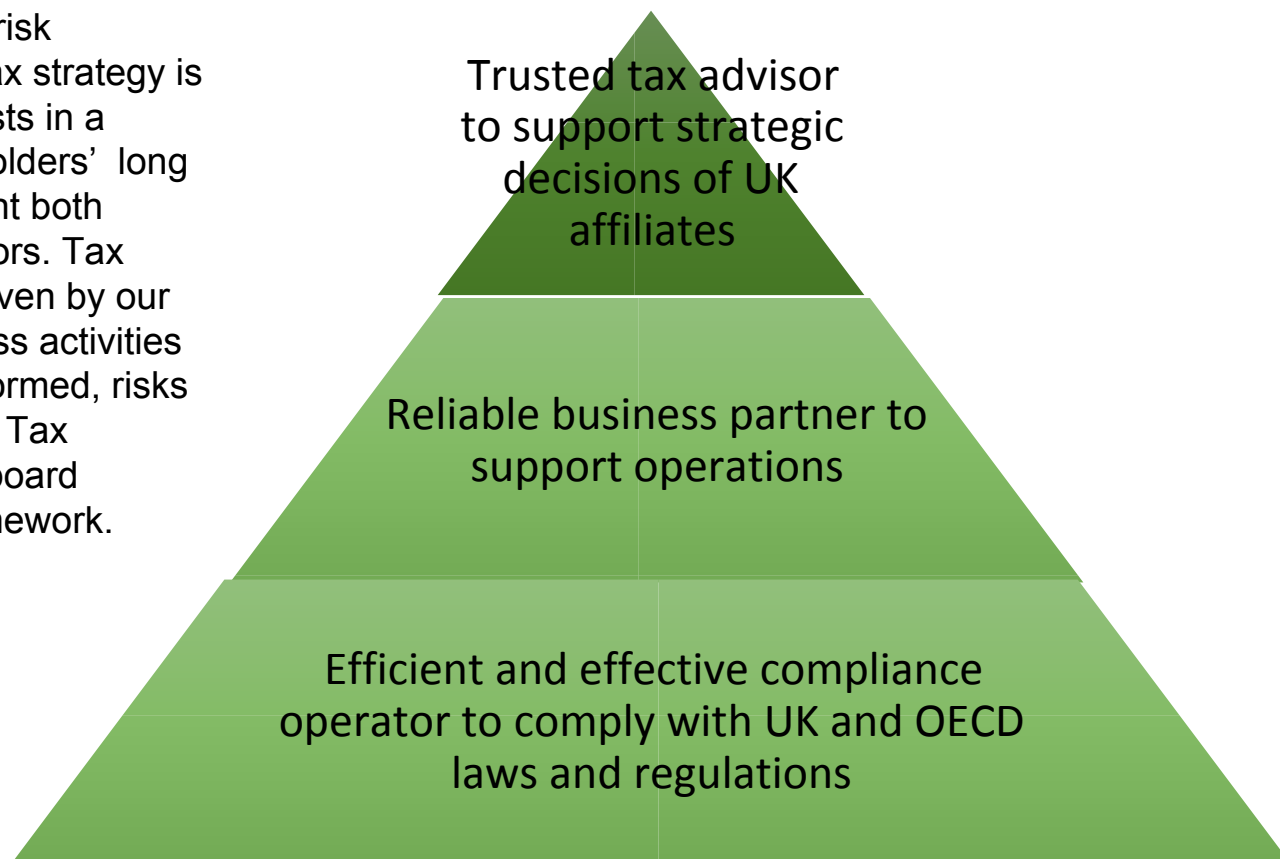 risk
ax strategy is
sts in a
olders’ long
nt both
ors. Tax
ven by our
ss activities
ormed, risks
Tax
board
nework.
Trusted tax advisor
to support strategic
decisions of UK
affiliates
Reliable business partner to
support operations
Efficient and effective compliance
operator to comply with UK and OECD
laws and regulations